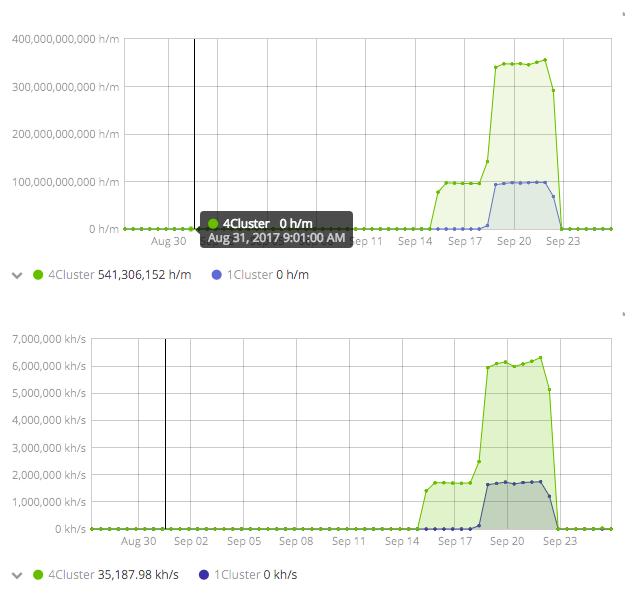 400,000,000,000 h/m
300,000,000,000 h/m
200,000,000,000 h/m
100,000,000,000 h/m
0 h/m
4Cluster 0 h/m
Aug 31, 2017 9:01:00 AM
Aug 30 Sep 11 Sep 14 Sep 17 Sep 20 Sep 23
4Cluster 541,306,152 h/m 1Cluster 0 h/m
7,000,000 kh/s
6,000,000 kh/s
5,000,000 kh/s
4,000,000 kh/s
3,000,000 kh/s
2,000,000 kh/s
1,000,000 kh/s
0 kh/s
Aug 30 Sep 02 Sep 05 Sep 08 Sep 11 Sep 14 Sep 17 Sep 20 Sep 23
4Cluster 35,187.98 kh/s 1Cluster 0 kh/s